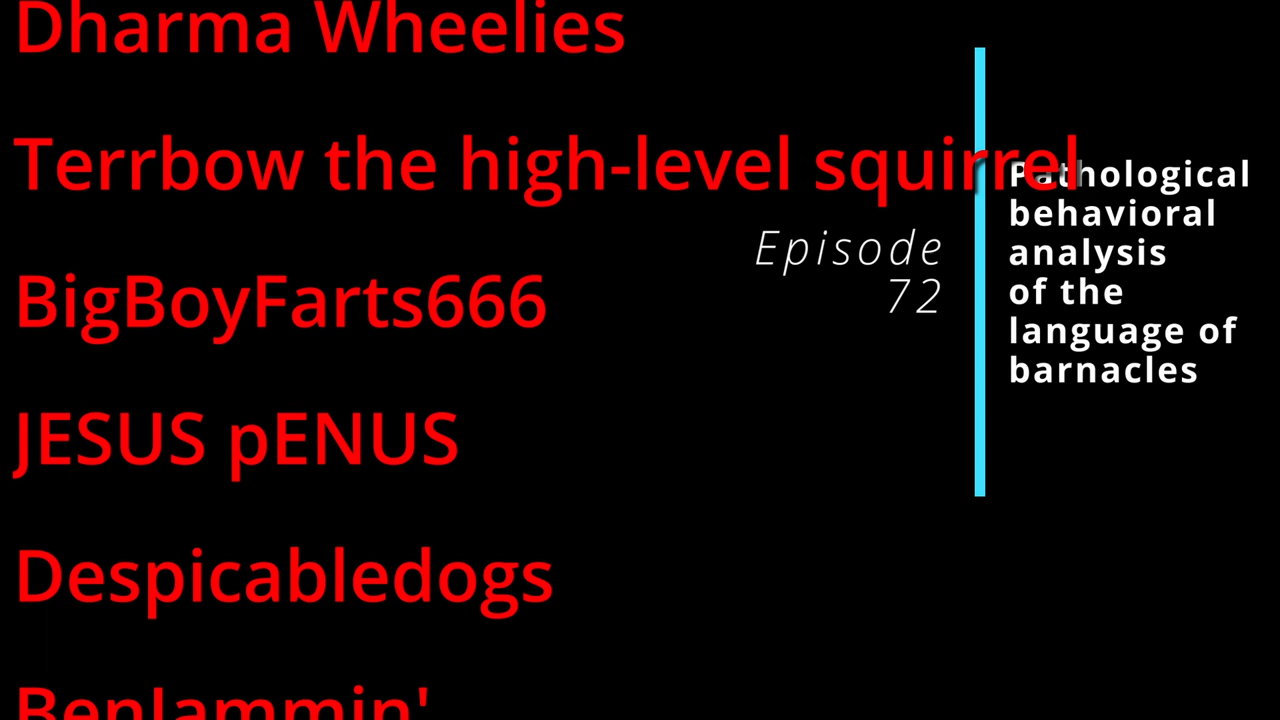 Dharma Wheelies
Terrbow the high-level squirrel
BigBoyFarts666
JESUS pENUS
Despicabledogs
BenJammin'
Episode
72
Pathological
behavioral
analysis
of the
language of
barnacles